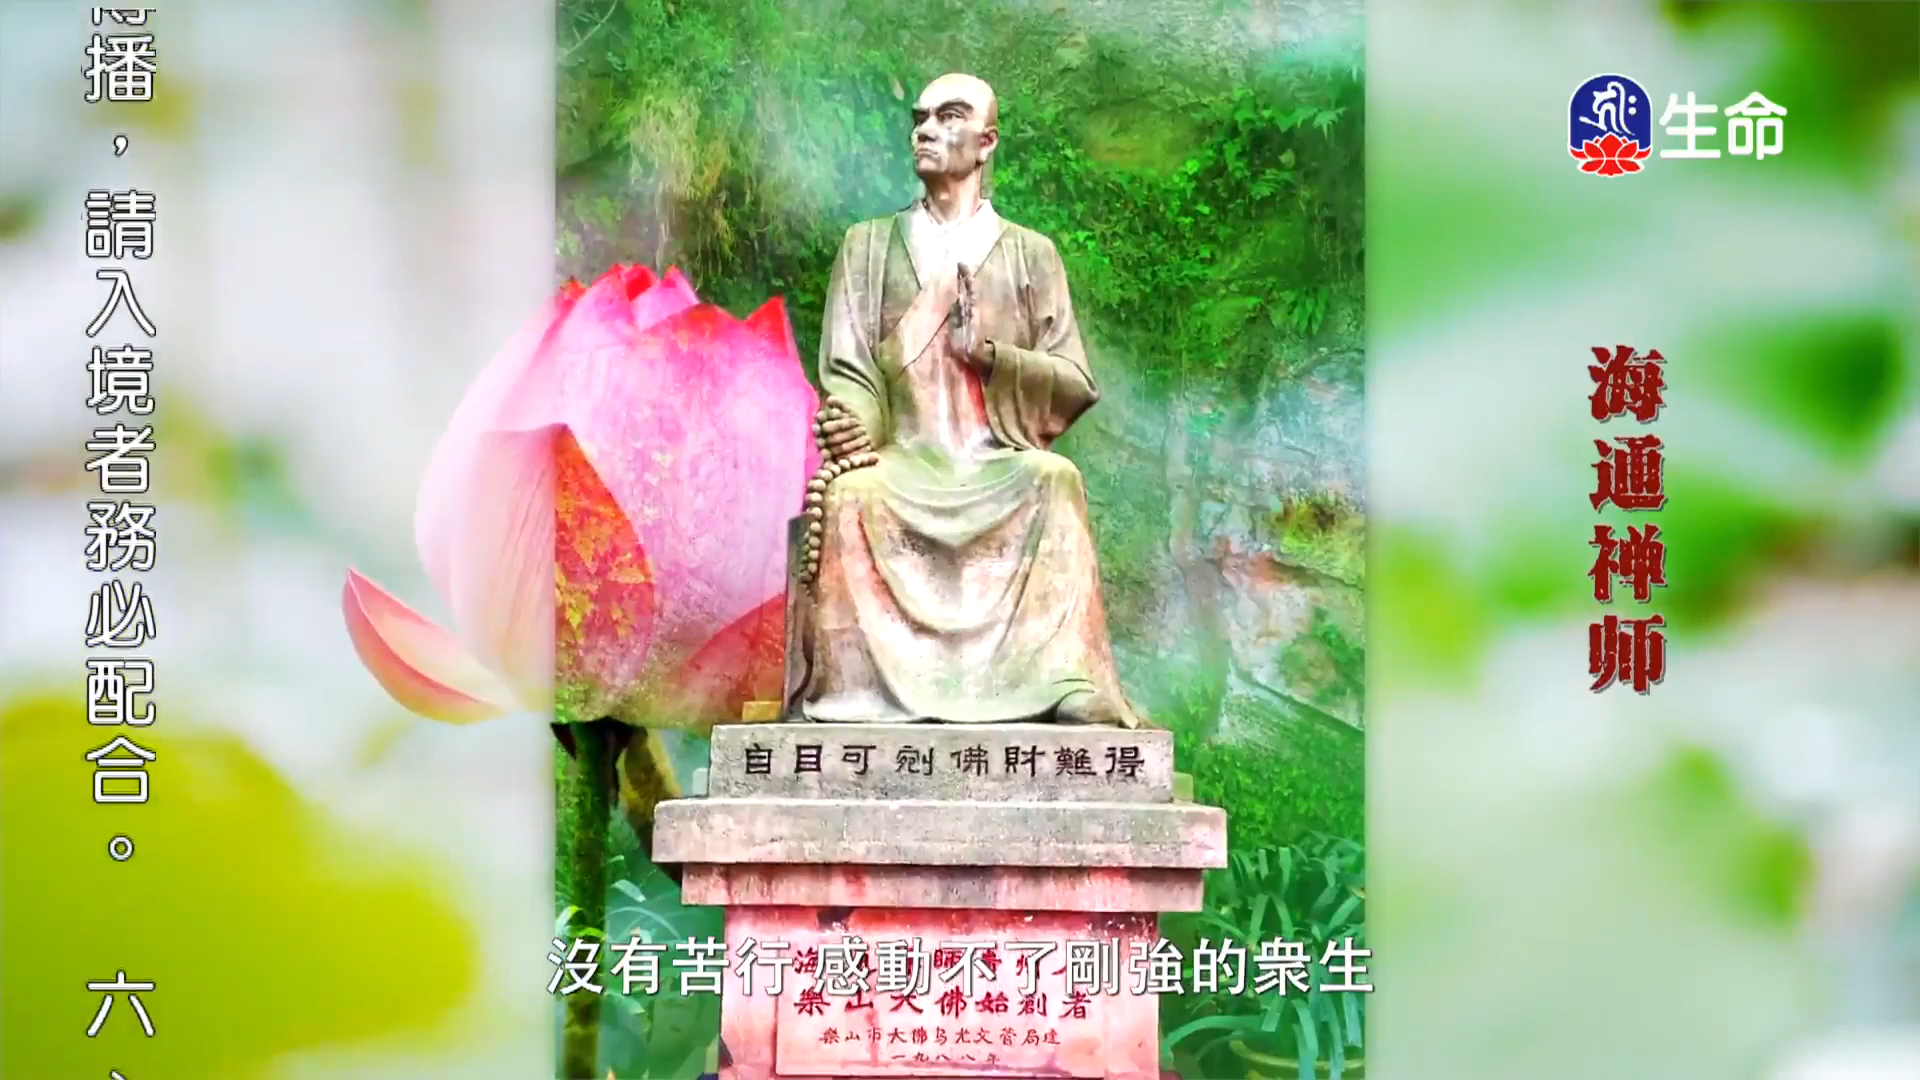 播，請入境者務必配合。　六、
生命
海通禅师
自目可剜佛財難得
沒有苦行 感動不了剛強的衆生
樂山大佛始創者
樂山市大佛烏尤文管局建
一九八八年